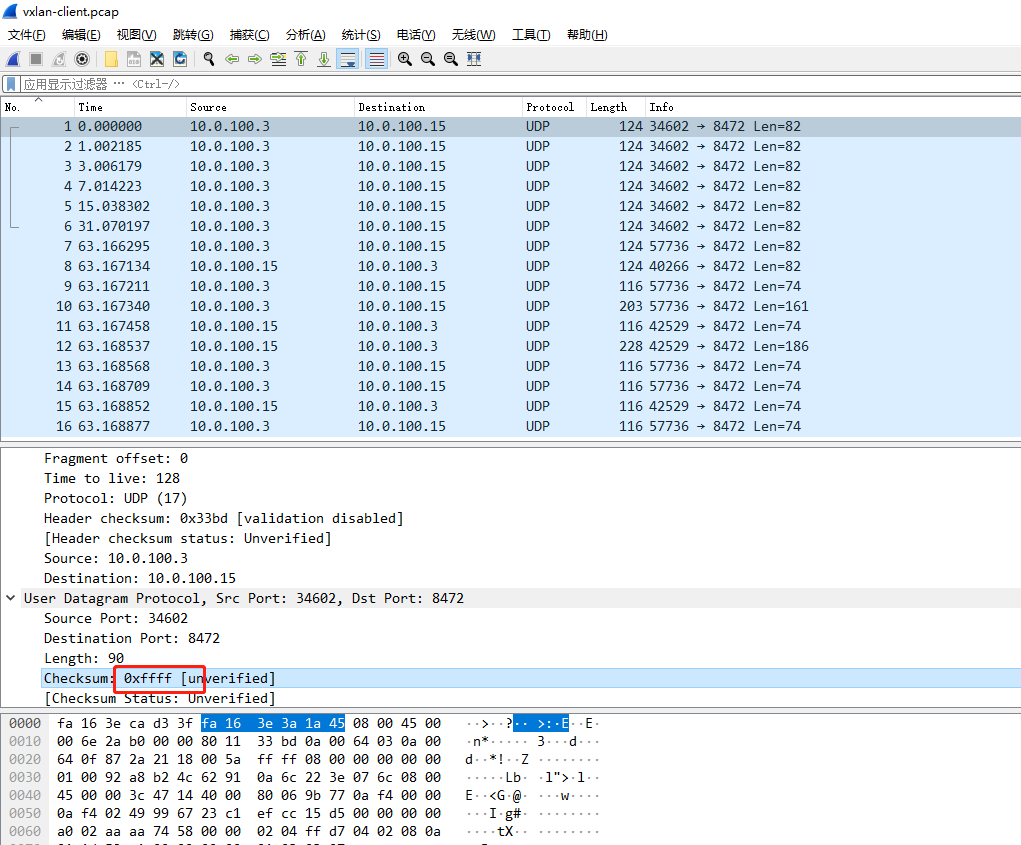 vxlan-client.pcap
文件(F) 编辑(E) 视图(V) 跳转(G) 捕获(C) 分析(A) 统计(S) 电话(Y) 无线(W) 工具(T) 帮助(H)
应用显示过滤器 … <Ctrl-/>
No. Time Source Destination Protocol Length Info
1 0.000000 10.0.100.3 10.0.100.15 UDP 124 34602 → 8472 Len=82
2 1.002185 10.0.100.3 10.0.100.15 UDP 124 34602 → 8472 Len=82
3 3.006179 10.0.100.3 10.0.100.15 UDP 124 34602 → 8472 Len=82
4 7.014223 10.0.100.3 10.0.100.15 UDP 124 34602 → 8472 Len=82
5 15.038302 10.0.100.3 10.0.100.15 UDP 124 34602 → 8472 Len=82
6 31.070197 10.0.100.3 10.0.100.15 UDP 124 34602 → 8472 Len=82
7 63.166295 10.0.100.3 10.0.100.15 UDP 124 57736 → 8472 Len=82
8 63.167134 10.0.100.15 10.0.100.3 UDP 124 40266 → 8472 Len=82
9 63.167211 10.0.100.3 10.0.100.15 UDP 116 57736 → 8472 Len=74
10 63.167340 10.0.100.3 10.0.100.15 UDP 203 57736 → 8472 Len=161
11 63.167458 10.0.100.15 10.0.100.3 UDP 116 42529 → 8472 Len=74
12 63.168537 10.0.100.15 10.0.100.3 UDP 228 42529 → 8472 Len=186
13 63.168568 10.0.100.3 10.0.100.15 UDP 116 57736 → 8472 Len=74
14 63.168709 10.0.100.3 10.0.100.15 UDP 116 57736 → 8472 Len=74
15 63.168852 10.0.100.15 10.0.100.3 UDP 116 42529 → 8472 Len=74
16 63.168877 10.0.100.3 10.0.100.15 UDP 116 57736 → 8472 Len=74
Fragment offset: 0
Time to live: 128
Protocol: UDP (17)
Header checksum: 0x33bd [validation disabled]
[Header checksum status: Unverified]
Source: 10.0.100.3
Destination: 10.0.100.15
User Datagram Protocol, Src Port: 34602, Dst Port: 8472
Source Port: 34602
Destination Port: 8472
Length: 90
Checksum: 0xffff [unverified]
[Checksum Status: Unverified]
0000 fa 16 3e ca d3 3f fa 16 3e 3a 1a 45 08 00 45 00 ··>··?·· >:·E··E·
0010 00 6e 2a b0 00 00 80 11 33 bd 0a 00 64 03 0a 00 ·n*····· 3···d···
0020 64 0f 87 2a 21 18 00 5a ff ff 08 00 00 00 00 00 d··*!··Z ········
0030 01 00 92 a8 b2 4c 62 91 0a 6c 22 3e 07 6c 08 00 ·····Lb· ·l">·l··
0040 45 00 00 3c 47 14 40 00 80 06 9b 77 0a f4 00 00 E··<G·@· ···w····
0050 0a f4 02 49 99 67 23 c1 ef cc 15 d5 00 00 00 00 ···I·g#· ········
0060 a0 02 aa aa 74 58 00 00 02 04 ff d7 04 02 08 0a ····tX·· ········